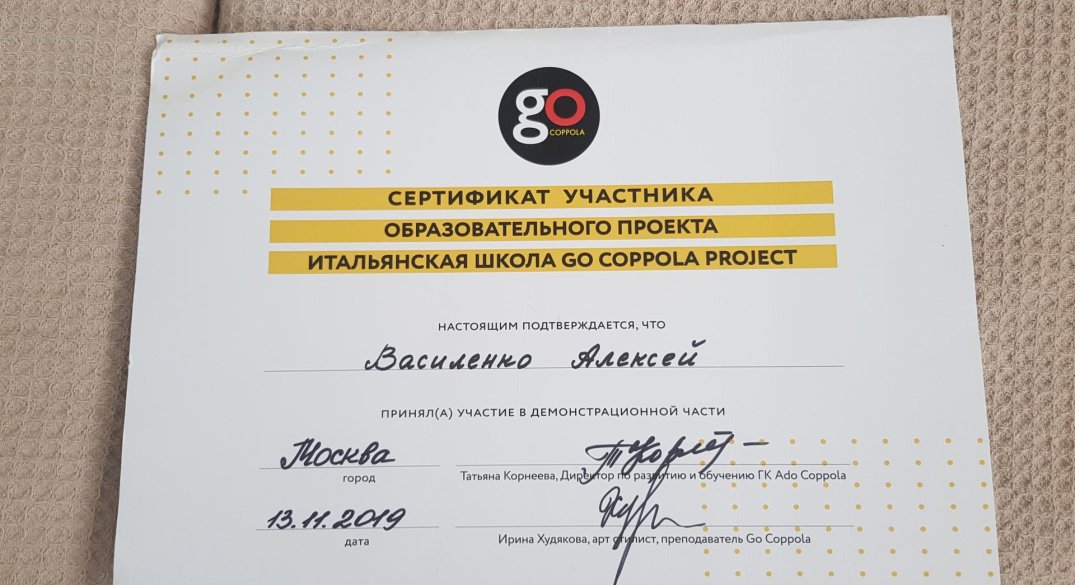 go
COPPOLA
СЕРТИФИКАТ УЧАСТНИКА
ОБРАЗОВАТЕЛЬНОГО ПРОЕКТА
ИТАЛЬЯНСКАЯ ШКОЛА GO COPPOLA PROJECT
НАСТОЯЩИМ ПОДТВЕРЖДАЕТСЯ, ЧТО
Василенко Алексей
ПРИНЯЛ(А) УЧАСТИЕ В ДЕМОНСТРАЦИОННОЙ ЧАСТИ
Москва
город
Татьяна Корнеева, Директор по развитию и обучению ГК Ado Coppola
13.11.2019
дата
Ирина Худякова, арт стилист, преподаватель Go Coppola